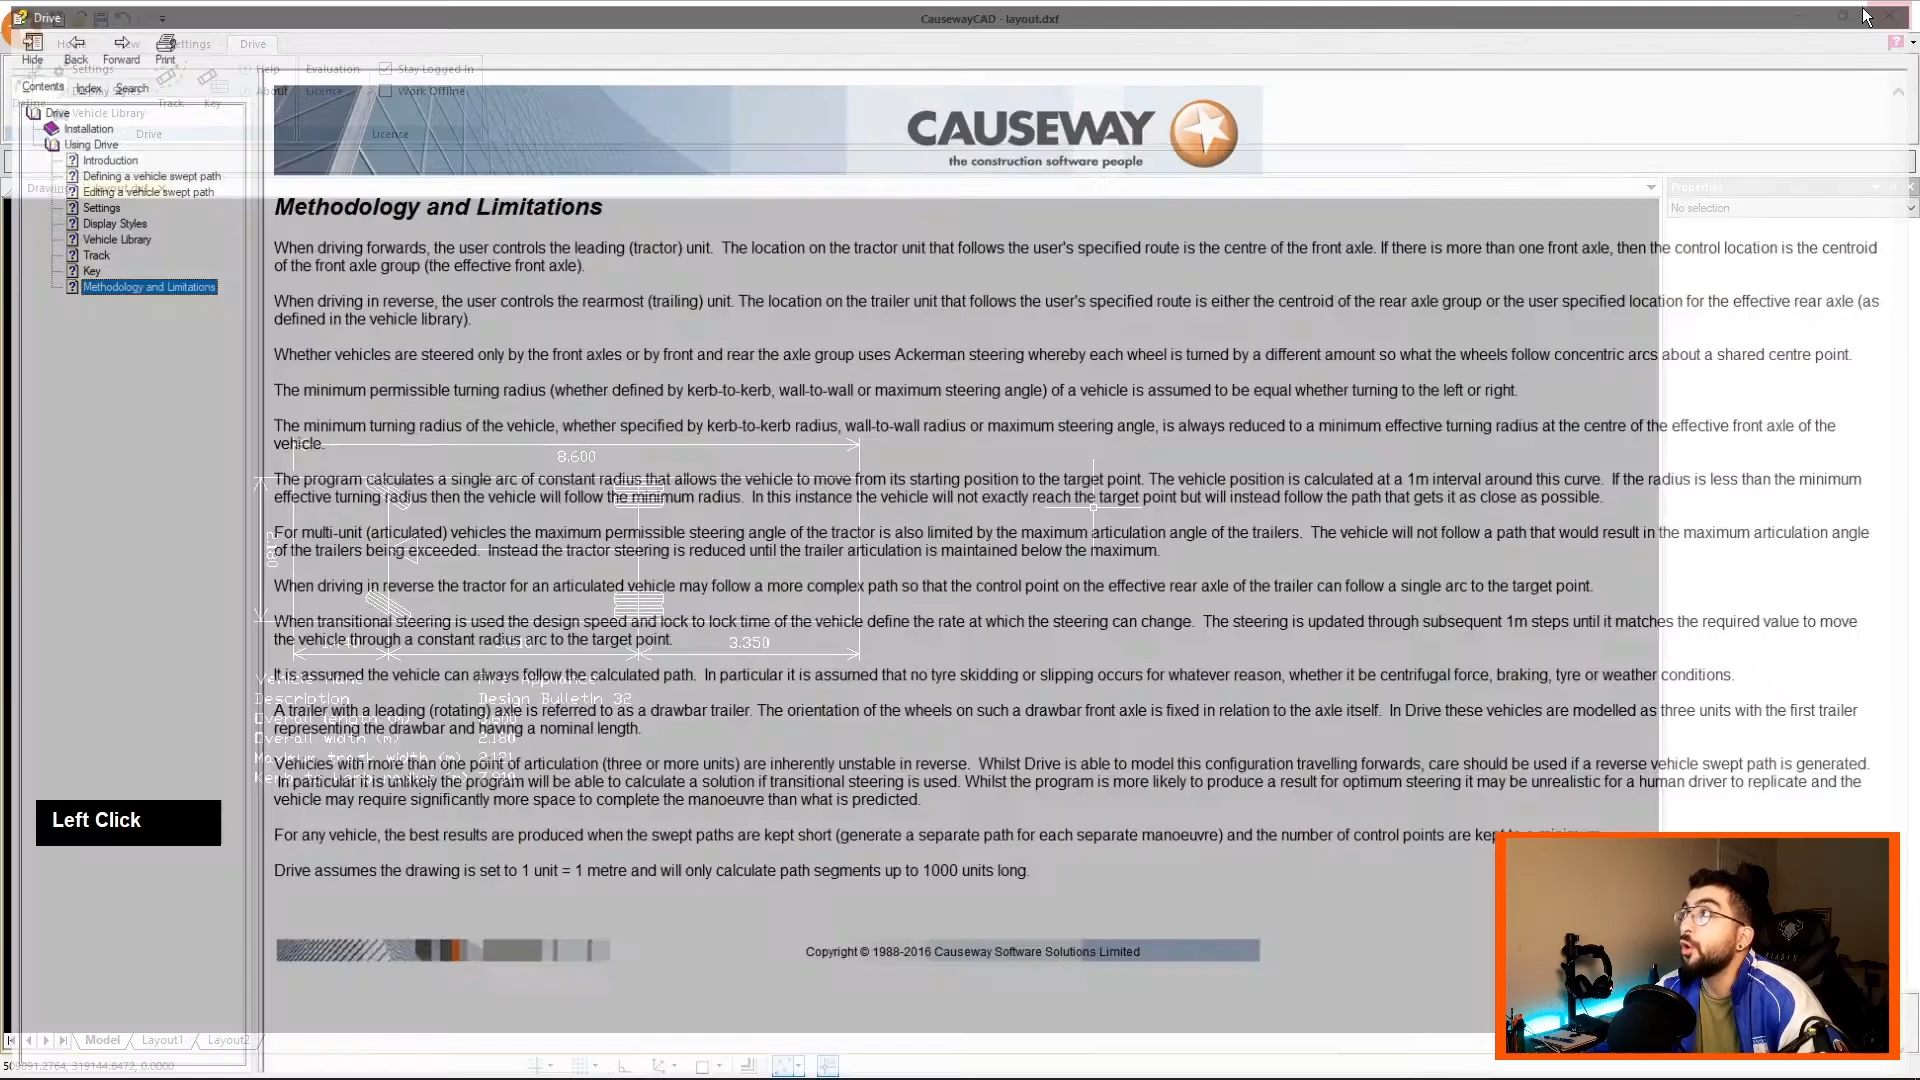 Drive
CausewayCAD - layout.dxf
Hide Back Forward Print
Settings
Drive
Settings
Help
Evaluation
Stay Logged In
Contents Index Search
About
Licence
Work Offline
Track
Key
Drive
Vehicle Library
Installation
Drive
Licence
Using Drive
Introduction
Defining a vehicle swept path
Editing a vehicle swept path
Settings
Display Styles
Vehicle Library
Track
Key
Methodology and Limitations
Properties
No selection
CAUSEWAY
the construction software people
Methodology and Limitations
When driving forwards, the user controls the leading (tractor) unit. The location on the tractor unit that follows the user's specified route is the centre of the front axle. If there is more than one front axle, then the control location is the centroid
of the front axle group (the effective front axle).
When driving in reverse, the user controls the rearmost (trailing) unit. The location on the trailer unit that follows the user's specified route is either the centroid of the rear axle group or the user specified location for the effective rear axle (as
defined in the vehicle library).
Whether vehicles are steered only by the front axles or by front and rear the axle group uses Ackerman steering whereby each wheel is turned by a different amount so what the wheels follow concentric arcs about a shared centre point.
The minimum permissible turning radius (whether defined by kerb-to-kerb, wall-to-wall or maximum steering angle) of a vehicle is assumed to be equal whether turning to the left or right.
The minimum turning radius of the vehicle, whether specified by kerb-to-kerb radius, wall-to-wall radius or maximum steering angle, is always reduced to a minimum effective turning radius at the centre of the effective front axle of the
vehicle.
8.600
The program calculates a single arc of constant radius that allows the vehicle to move from its starting position to the target point. The vehicle position is calculated at a 1m interval around this curve. If the radius is less than the minimum
effective turning radius then the vehicle will follow the minimum radius. In this instance the vehicle will not exactly reach the target point but will instead follow the path that gets it as close as possible.
For multi-unit (articulated) vehicles the maximum permissible steering angle of the tractor is also limited by the maximum articulation angle of the trailers. The vehicle will not follow a path that would result in the maximum articulation angle
of the trailers being exceeded. Instead the tractor steering is reduced until the trailer articulation is maintained below the maximum.
When driving in reverse the tractor for an articulated vehicle may follow a more complex path so that the control point on the effective rear axle of the trailer can follow a single arc to the target point.
When transitional steering is used the design speed and lock to lock time of the vehicle define the rate at which the steering can change. The steering is updated through subsequent 1m steps until it matches the required value to move
the vehicle through a constant radius arc to the target point.
3.350
It is assumed the vehicle can always follow the calculated path. In particular it is assumed that no tyre skidding or slipping occurs for whatever reason, whether it be centrifugal force, braking, tyre or weather conditions.
Description Design Bulletin 32
A trailer with a leading (rotating) axle is referred to as a drawbar trailer. The orientation of the wheels on such a drawbar front axle is fixed in relation to the axle itself. In Drive these vehicles are modelled as three units with the first trailer
representing the drawbar and having a nominal length.
Overall width (m) 2.180
Vehicles with more than one point of articulation (three or more units) are inherently unstable in reverse. Whilst Drive is able to model this configuration travelling forwards, care should be used if a reverse vehicle swept path is generated.
In particular it is unlikely the program will be able to calculate a solution if transitional steering is used. Whilst the program is more likely to produce a result for optimum steering it may be unrealistic for a human driver to replicate and the
vehicle may require significantly more space to complete the manoeuvre than what is predicted.
For any vehicle, the best results are produced when the swept paths are kept short (generate a separate path for each separate manoeuvre) and the number of control points are kept
Drive assumes the drawing is set to 1 unit = 1 metre and will only calculate path segments up to 1000 units long.
Copyright © 1988-2016 Causeway Software Solutions Limited
Left Click
Model Layout1 Layout2